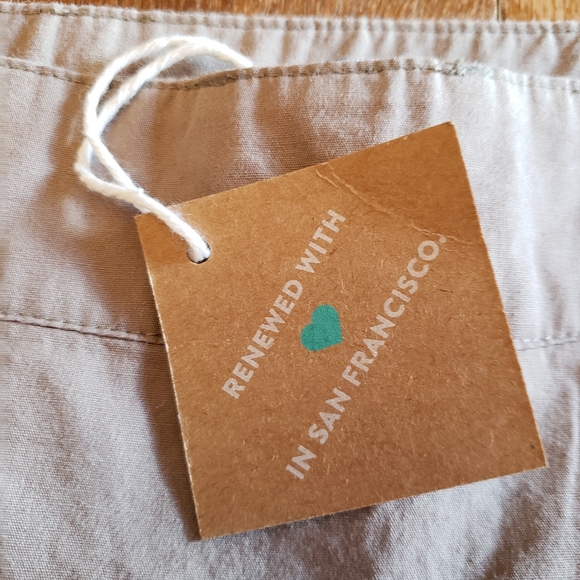 RENEWED WITH
IN SAN FRANCISCO.